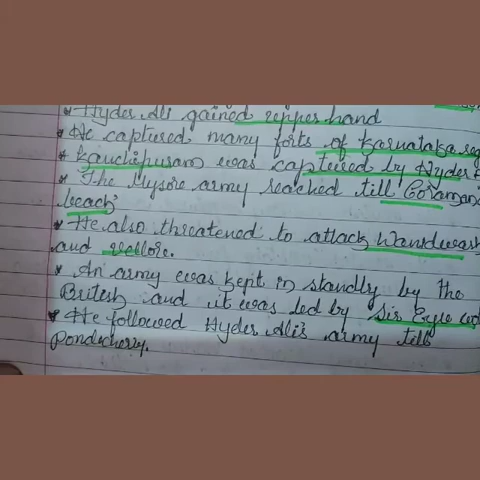 * Hyder Ali gained upper hand
* He captured many forts of Karnataka reg
* Kanchipuram was captured by Hyder
* The Mysore army reached till Coroman
beach
* He also threatened to attack Wandiwash
and vellore.
* An army was kept in standby by the
British and it was led by Sir Eyre
* He followed Hyder Ali's army till
Pondicherry.